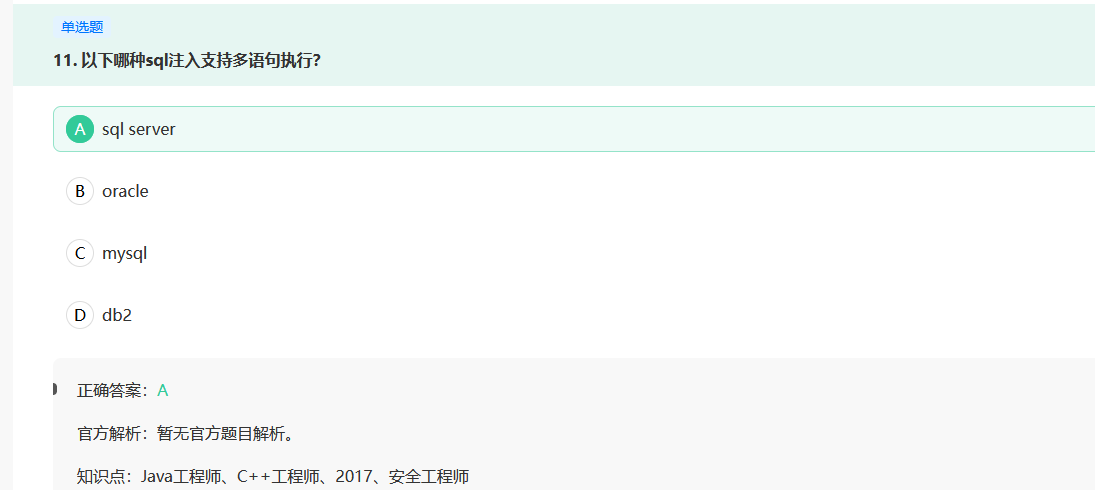 单选题
11. 以下哪种sql注入支持多语句执行?
A sql server
B oracle
C mysql
D db2
正确答案：A
官方解析：暂无官方题目解析。
知识点：Java工程师、C++工程师、2017、安全工程师